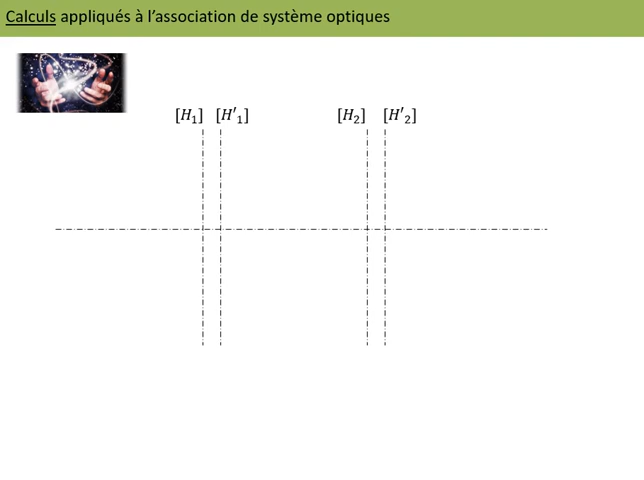 Calculs appliqués à l'association de système optiques
[H₁] [H'₁] [H₂] [H'₂]